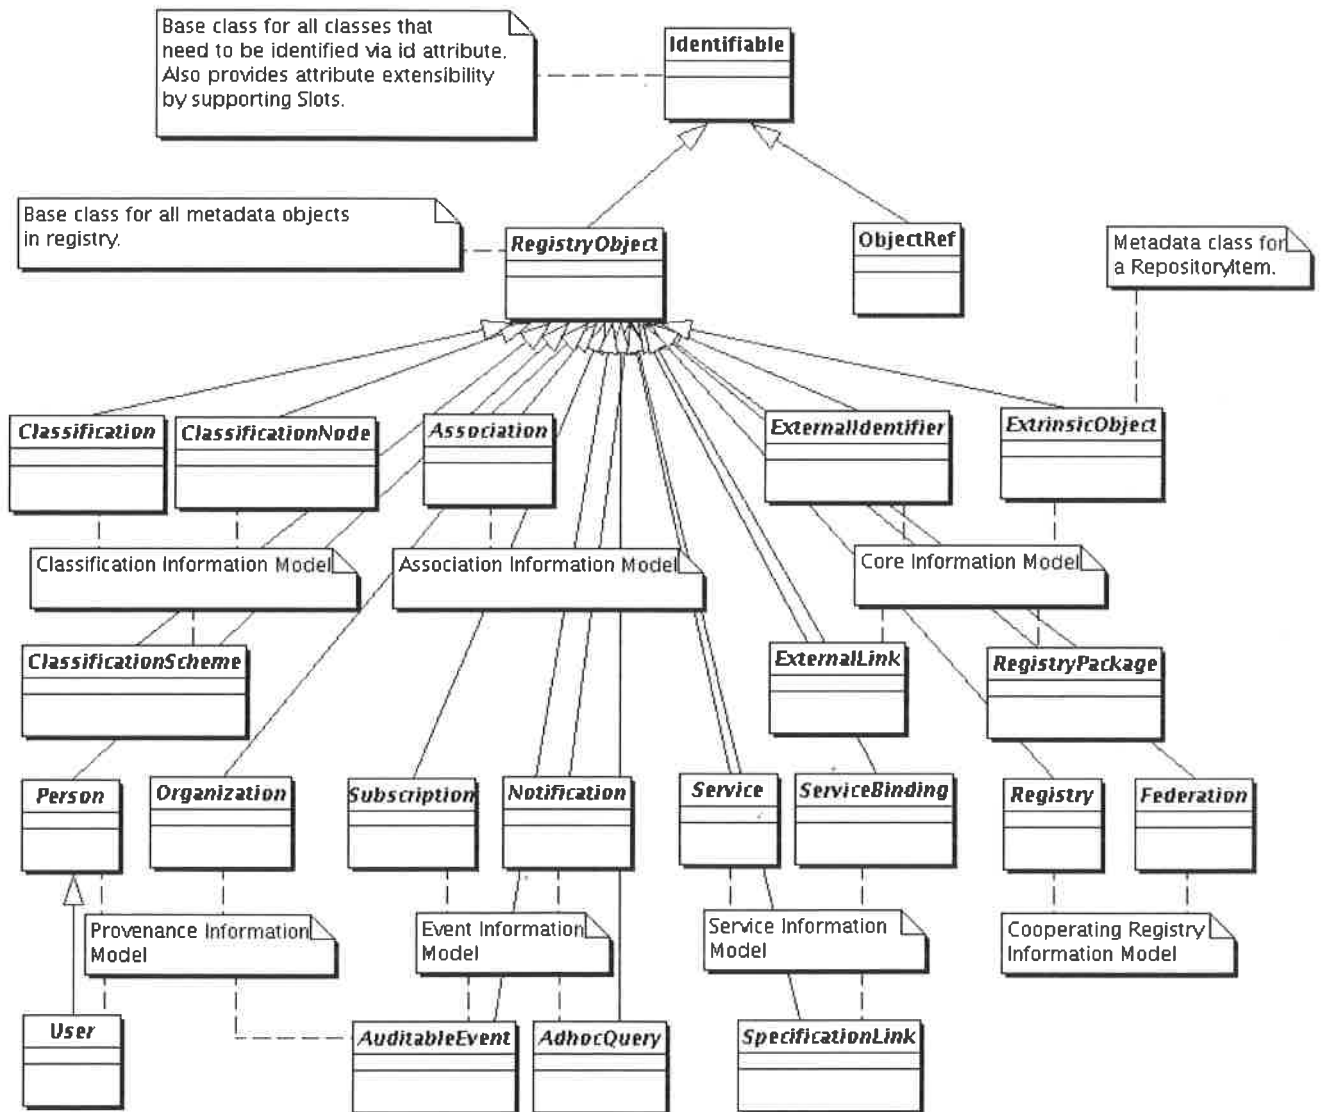 Base class for all classes that
need to be identified via id attribute.
Also provides attribute extensibility
by supporting Slots.
Identifiable
Base class for all metadata objects
in registry.
RegistryObject
ObjectRef
Metadata class for
a RepositoryItem.
Classification
ClassificationNode
Association
ExternalIdentifier
ExtrinsicObject
Classification Information Model
Association Information Model
Core Information Model
ClassificationScheme
ExternalLink
RegistryPackage
Person
Organization
Subscription
Notification
Service
ServiceBinding
Registry
Federation
Provenance Information
Model
Event Information
Model
Service Information
Model
Cooperating Registry
Information Model
User
AuditableEvent
AdhocQuery
SpecificationLink